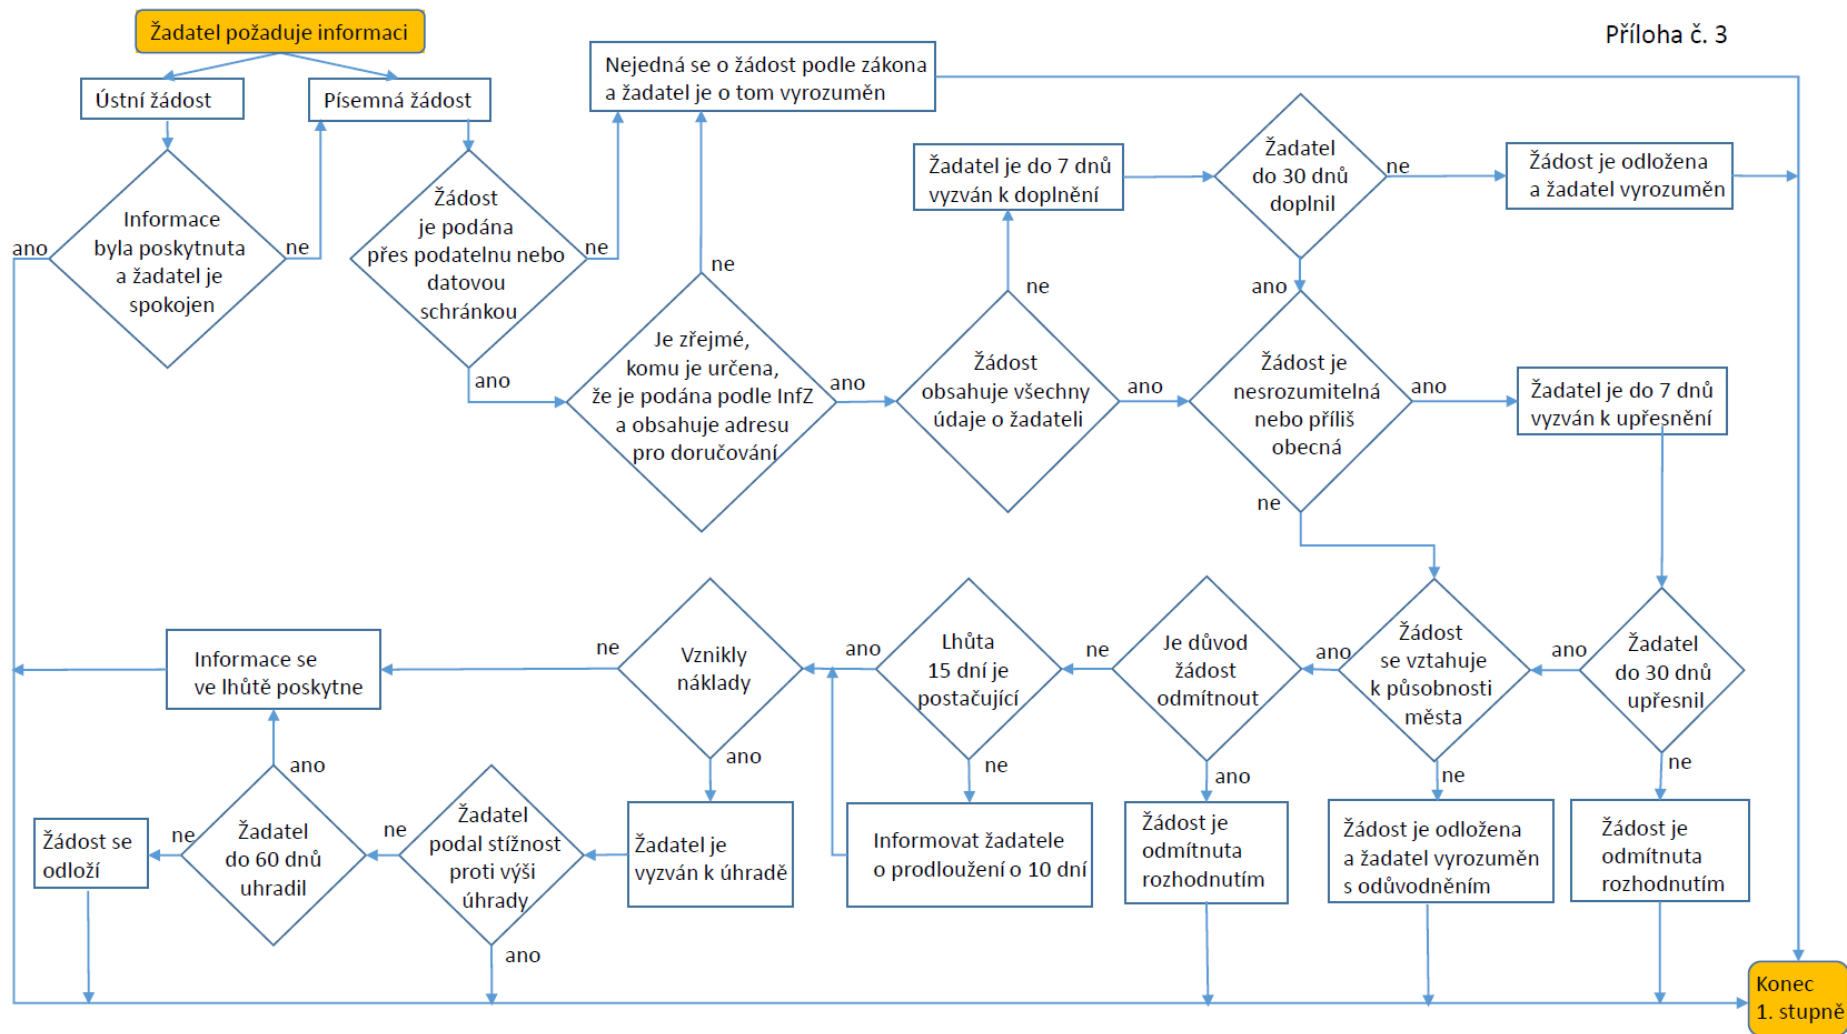 Žadatel požaduje informaci
Příloha č. 3
Ústní žádost
Písemná žádost
Nejedná se o žádost podle zákona
a žadatel je o tom vyrozuměn
Informace
byla poskytnuta
a žadatel je
spokojen
ano
ne
Žádost
je podána
přes podatelnu nebo
datovou
schránkou
ne
ano
Je zřejmé,
komu je určena,
že je podána podle InfZ
a obsahuje adresu
pro doručování
ne
ano
Žádost
obsahuje všechny
údaje o žadateli
ne
ano
Žadatel je do 7 dnů
vyzván k doplnění
Žadatel
do 30 dnů
doplnil
ne
ano
Žádost je odložena
a žadatel vyrozuměn
Žádost je
nesrozumitelná
nebo příliš
obecná
ano
ne
Žadatel je do 7 dnů
vyzván k upřesnění
Žadatel
do 30 dnů
upřesnil
ano
ne
Žádost je
odmítnuta
rozhodnutím
Žádost
se vztahuje
k působnosti
města
ano
ne
Žádost je odložena
a žadatel vyrozuměn
s odůvodněním
Je důvod
žádost
odmítnout
ne
ano
Žádost je
odmítnuta
rozhodnutím
Lhůta
15 dní je
postačující
ano
ne
Informovat žadatele
o prodloužení o 10 dní
Vznikly
náklady
ne
ano
Žadatel je
vyzván k úhradě
Žadatel
podal stížnost
proti výši
úhrady
ne
ano
Žadatel
do 60 dnů
uhradil
ano
ne
Informace se
ve lhůtě poskytne
Žádost se
odloží
Konec
1. stupně